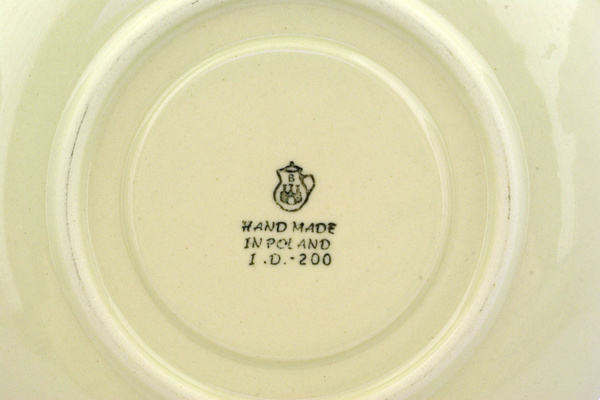 B
HAND MADE
IN POLAND
I.D.-200